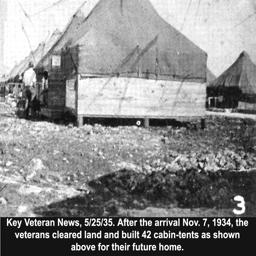 3
Key Veteran News, 5/25/35. After the arrival Nov. 7, 1934, the
veterans cleared land and built 42 cabin-tents as shown
above for their future home.